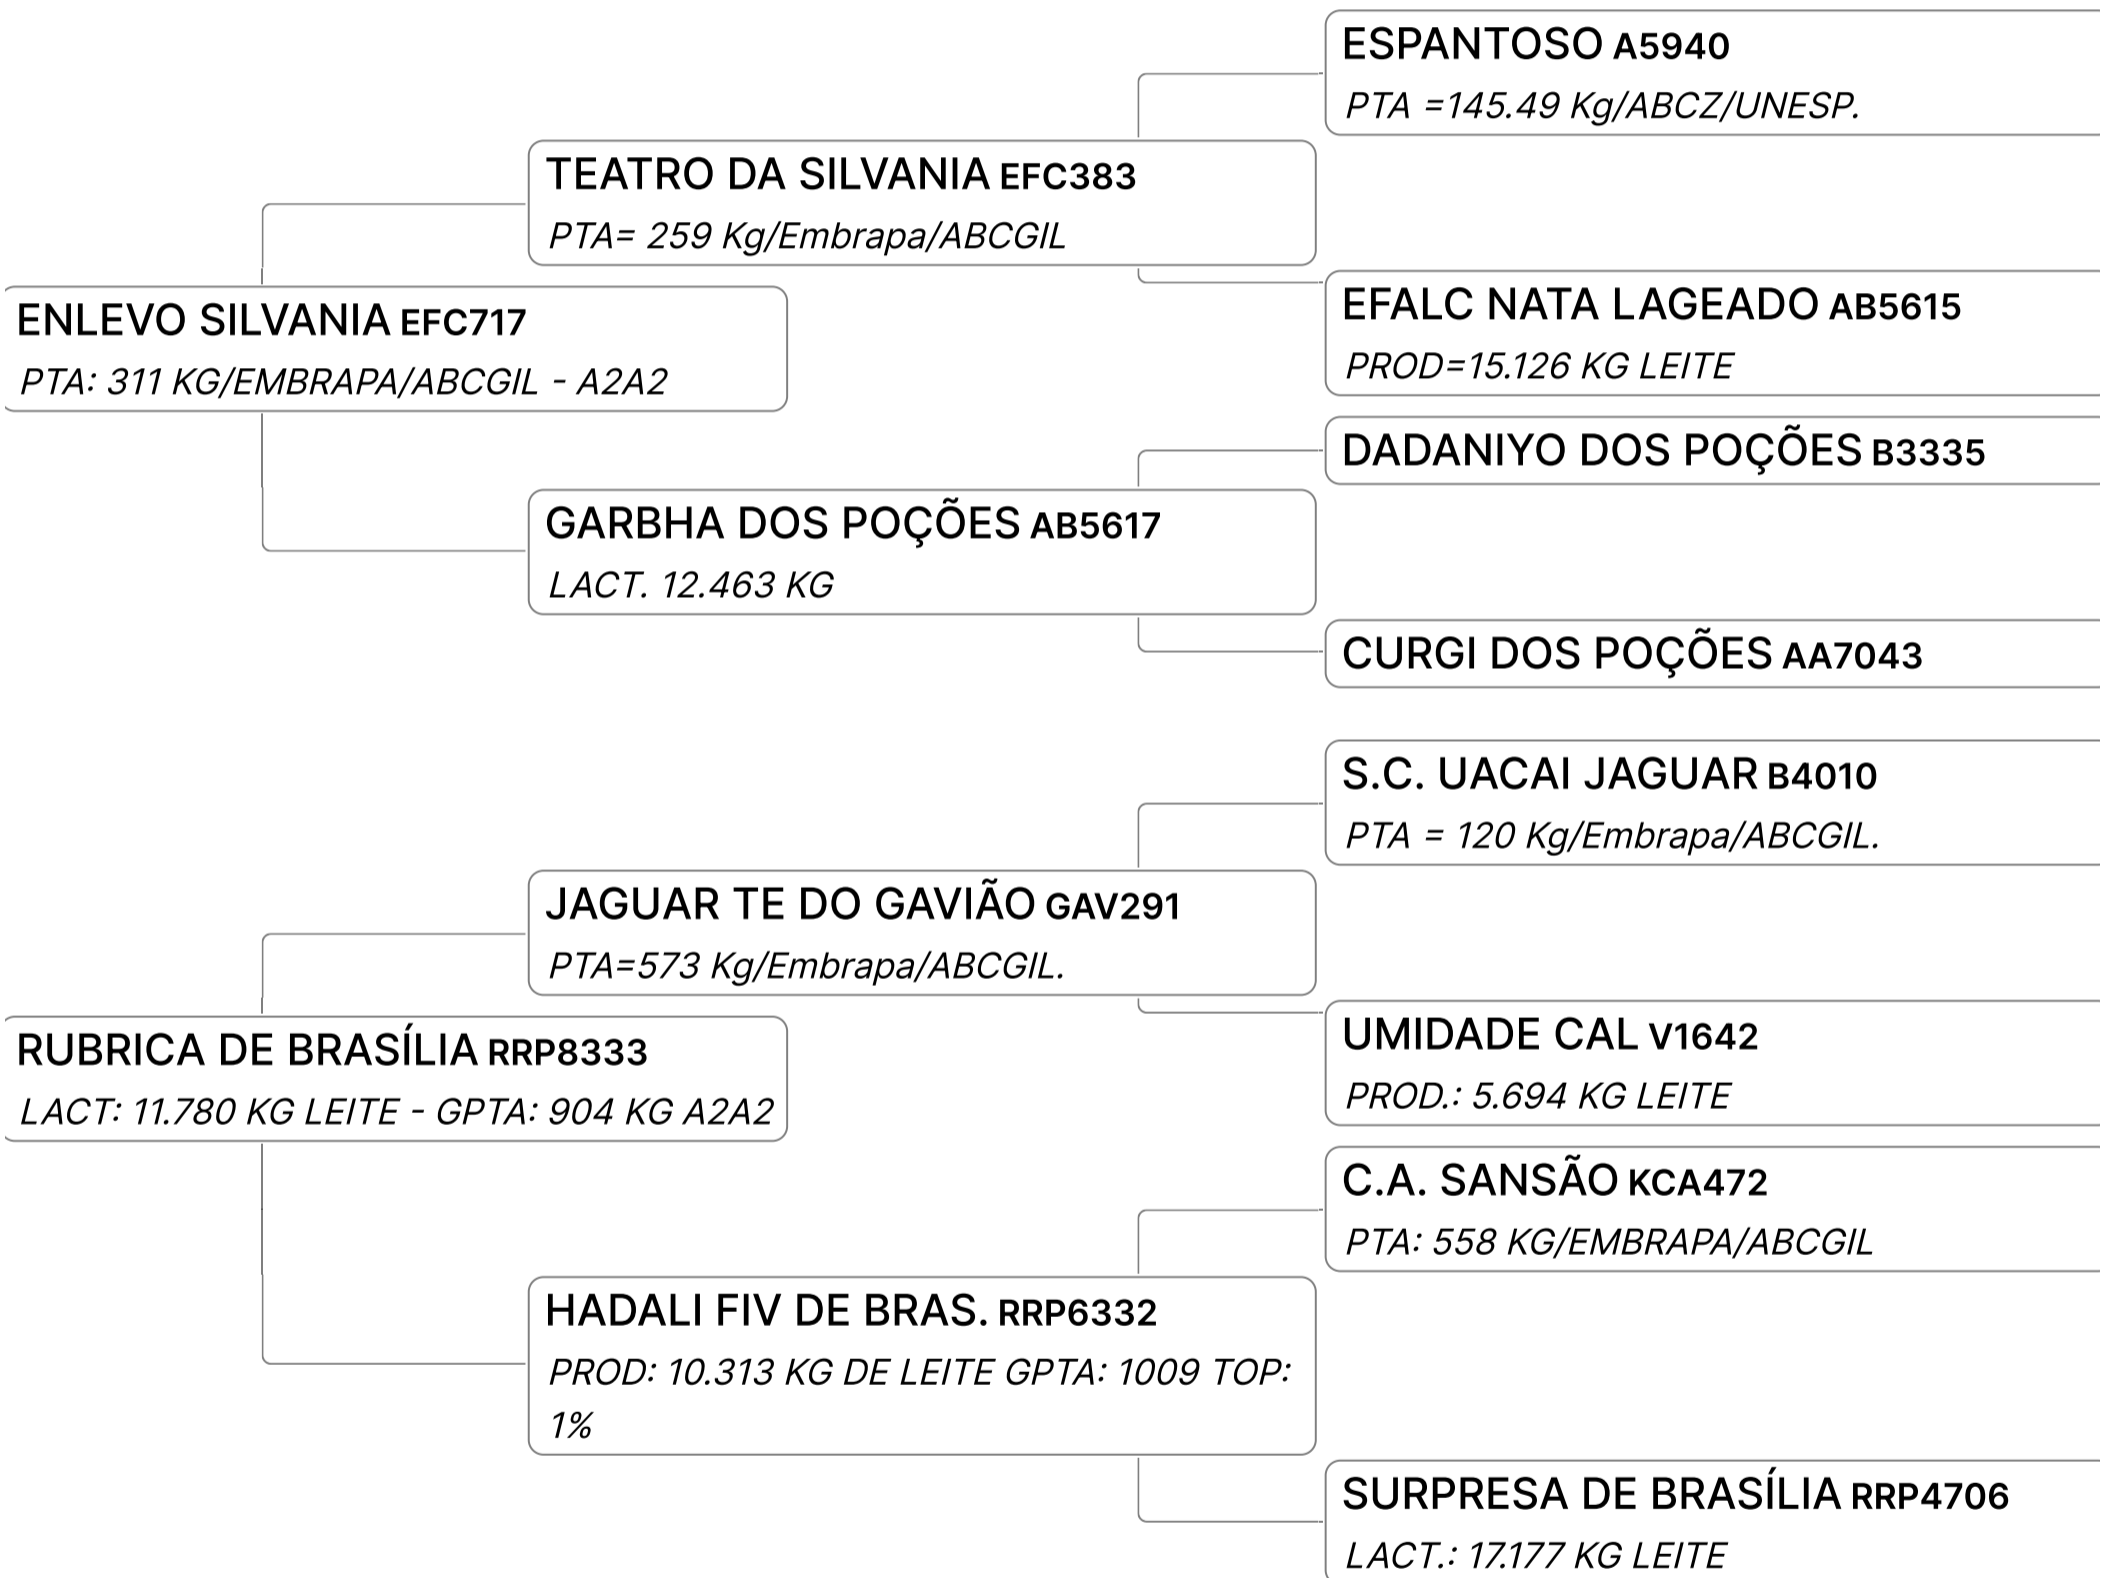 ESPANTOSO A5940
PTA =145.49 Kg/ABCZ/UNESP.
TEATRO DA SILVANIA EFC383
PTA= 259 Kg/Embrapa/ABCGIL
EFALC NATA LAGEADO AB5615
PROD=15.126 KG LEITE
ENLEVO SILVANIA EFC717
PTA: 311 KG/EMBRAPA/ABCGIL - A2A2
DADANIYO DOS POÇÕES B3335
GARBHA DOS POÇÕES AB5617
LACT. 12.463 KG
CURGI DOS POÇÕES AA7043
S.C. UACAI JAGUAR B4010
PTA = 120 Kg/Embrapa/ABCGIL.
JAGUAR TE DO GAVIÃO GAV291
PTA=573 Kg/Embrapa/ABCGIL.
UMIDADE CAL V1642
PROD.: 5.694 KG LEITE
RUBRICA DE BRASÍLIA RRP8333
LACT: 11.780 KG LEITE - GPTA: 904 KG A2A2
C.A. SANSÃO KCA472
PTA: 558 KG/EMBRAPA/ABCGIL
HADALI FIV DE BRAS. RRP6332
PROD: 10.313 KG DE LEITE GPTA: 1009 TOP:
1%
SURPRESA DE BRASÍLIA RRP4706
LACT.: 17.177 KG LEITE